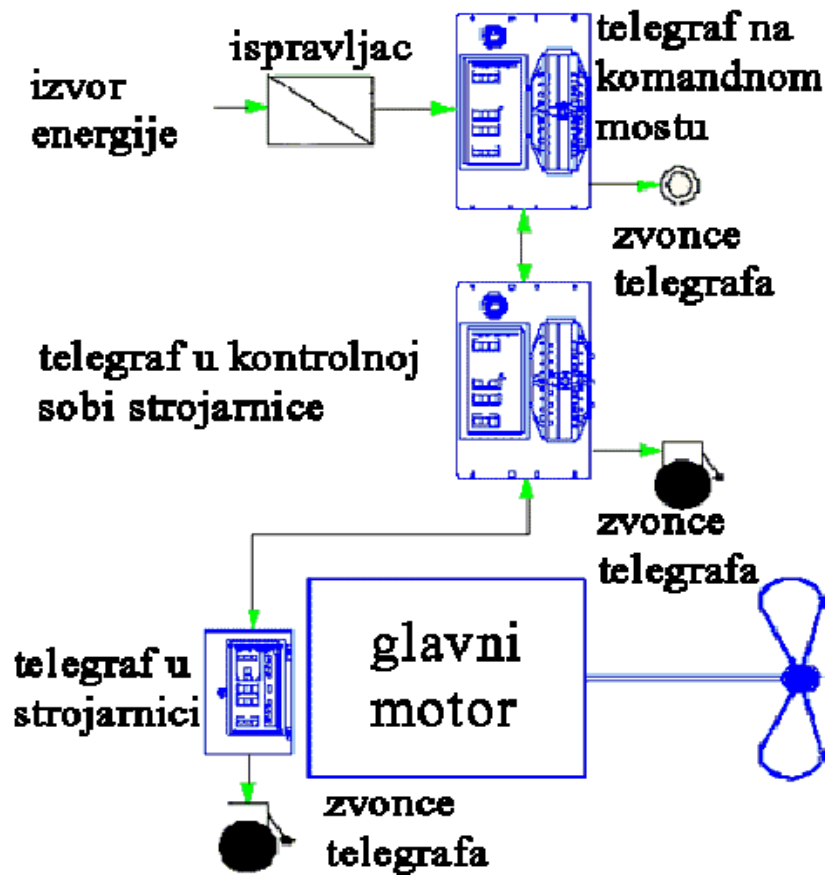 telegraf na
komandnom
mostu
ispravljac
izvor
energije
zvonce
telegrafa
telegraf u kontrolnoj
sobi strojarnice
zvonce
telegrafa
glavni
motor
telegraf u
strojarnici
zvonce
telegrafa